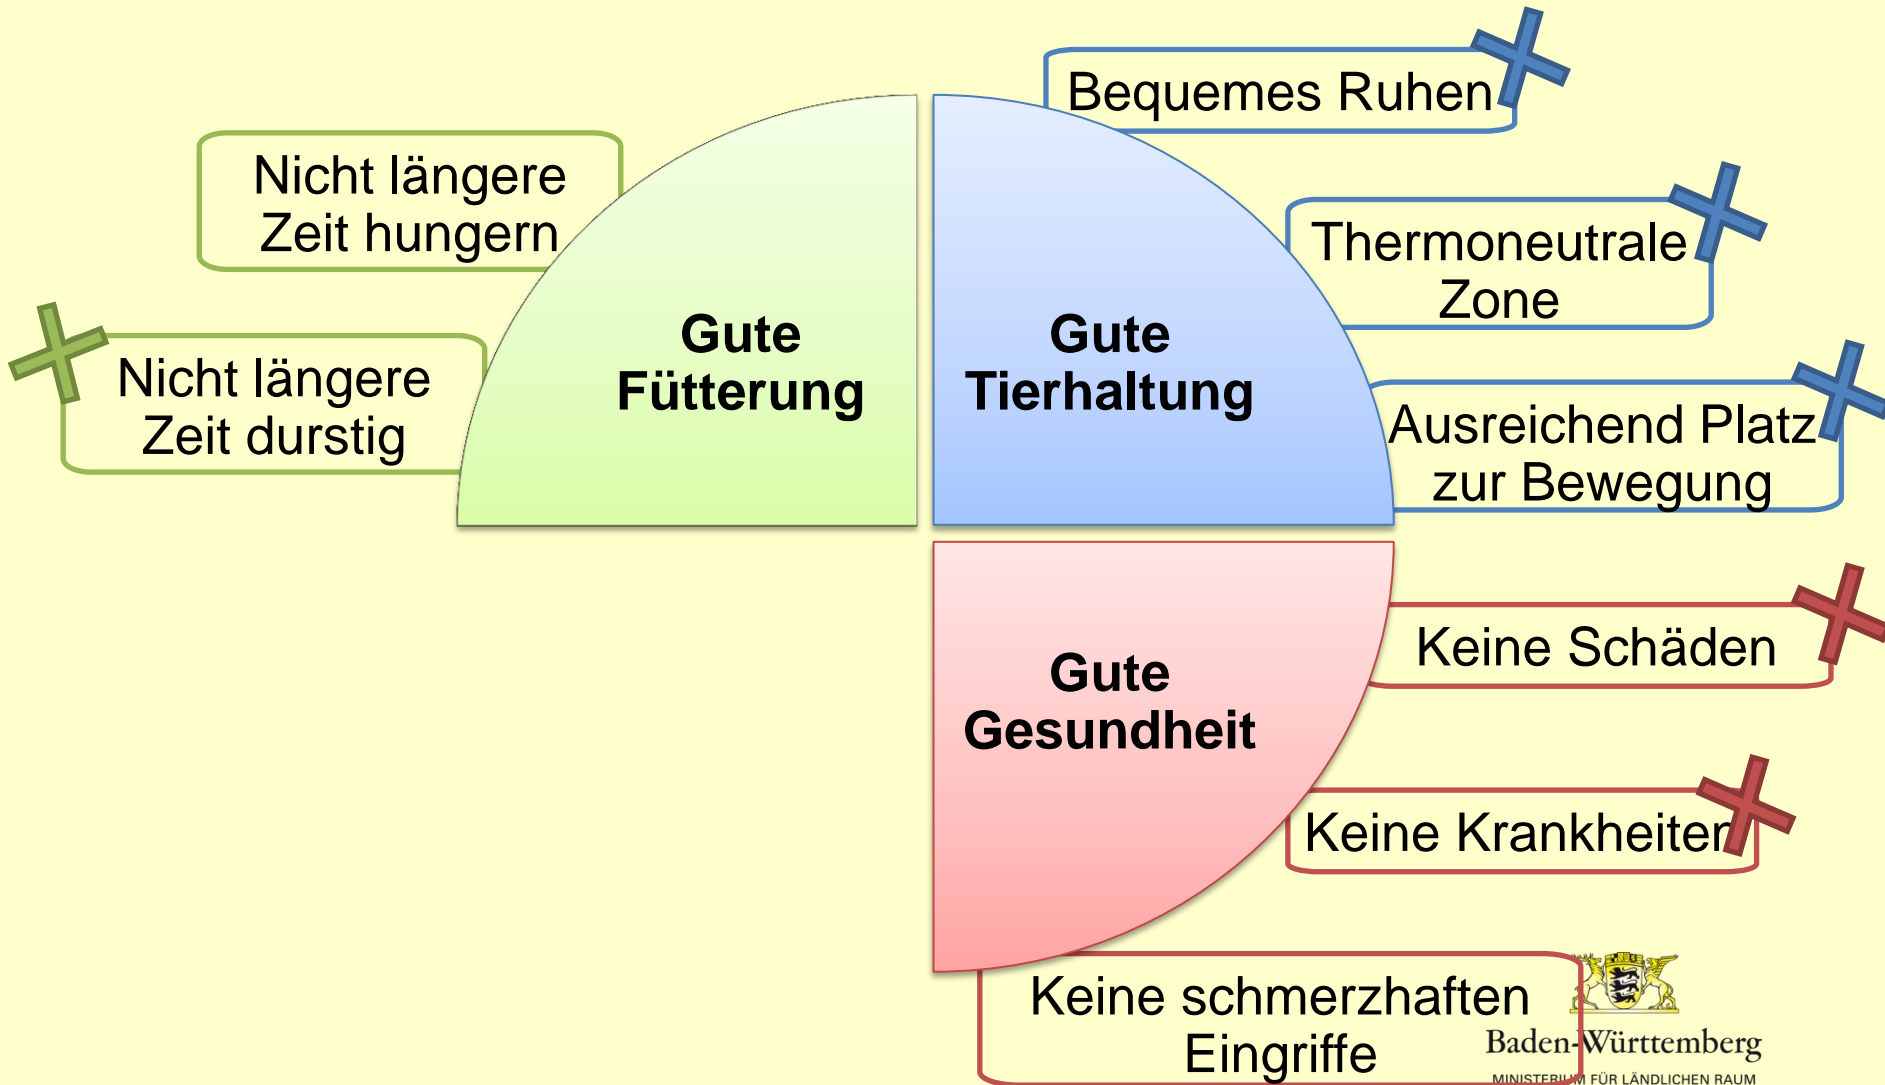 Nicht längere
Zeit hungern
Nicht längere
Zeit durstig
Gute
Fütterung
Gute
Tierhaltung
Bequemes Ruhen
Thermoneutrale
Zone
Ausreichend Platz
zur Bewegung
Gute
Gesundheit
Keine Schäden
Keine Krankheiten
Keine schmerzhaften
Eingriffe
Baden-Württemberg
MINISTERIUM FÜR LÄNDLICHEN RAUM